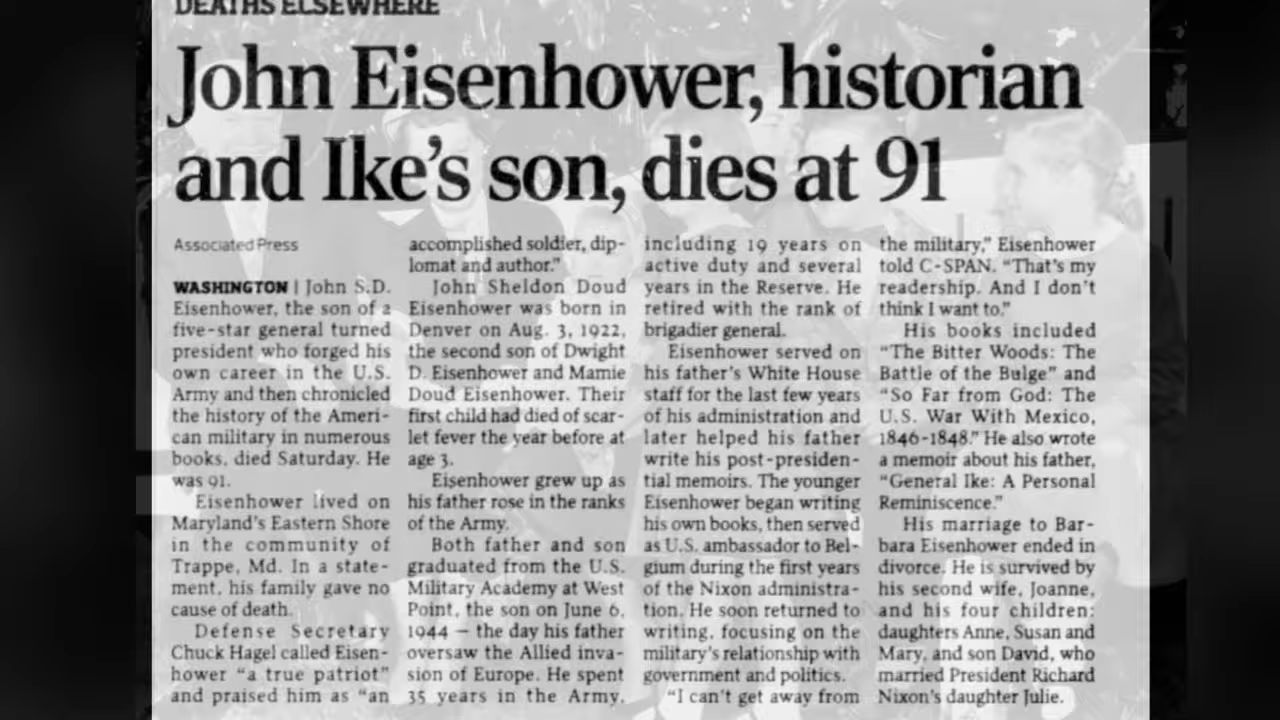 DEATHS ELSEWHERE
John Eisenhower, historian
and Ike's son, dies at 91
Associated Press
WASHINGTON | John S.D.
Eisenhower, the son of a
five-star general turned
president who forged his
own career in the U.S.
Army and then chronicled
the history of the Ameri-
can military in numerous
books, died Saturday. He
was 91.
Eisenhower lived on
Maryland's Eastern Shore
in the community of
Trappe, Md. In a state-
ment, his family gave no
cause of death.
Defense Secretary
Chuck Hagel called Eisen-
hower "a true patriot"
and praised him as "an
accomplished soldier, dip-
lomat and author."
John Sheldon Doud
Eisenhower was born in
Denver on Aug. 3, 1922,
the second son of Dwight
D. Eisenhower and Mamie
Doud Eisenhower. Their
first child had died of scar-
let fever the year before at
age 3.
Eisenhower grew up as
his father rose in the ranks
of the Army.
Both father and son
graduated from the U.S.
Military Academy at West
Point, the son on June 6,
1944 — the day his father
oversaw the Allied inva-
sion of Europe. He spent
35 years in the Army,
including 19 years on
active duty and several
years in the Reserve. He
retired with the rank of
brigadier general.
Eisenhower served on
his father's White House
staff for the last few years
of his administration and
later helped his father
write his post-presiden-
tial memoirs. The younger
Eisenhower began writing
his own books, then served
as U.S. ambassador to Bel-
gium during the first years
of the Nixon administra-
tion. He soon returned to
writing, focusing on the
military's relationship with
government and politics.
"I can't get away from
the military," Eisenhower
told C-SPAN. "That's my
readership. And I don't
think I want to."
His books included
"The Bitter Woods: The
Battle of the Bulge" and
"So Far from God: The
U.S. War With Mexico,
1846-1848." He also wrote
a memoir about his father,
"General Ike: A Personal
Reminiscence."
His marriage to Bar-
bara Eisenhower ended in
divorce. He is survived by
his second wife, Joanne,
and his four children:
daughters Anne, Susan and
Mary, and son David, who
married President Richard
Nixon's daughter Julie.